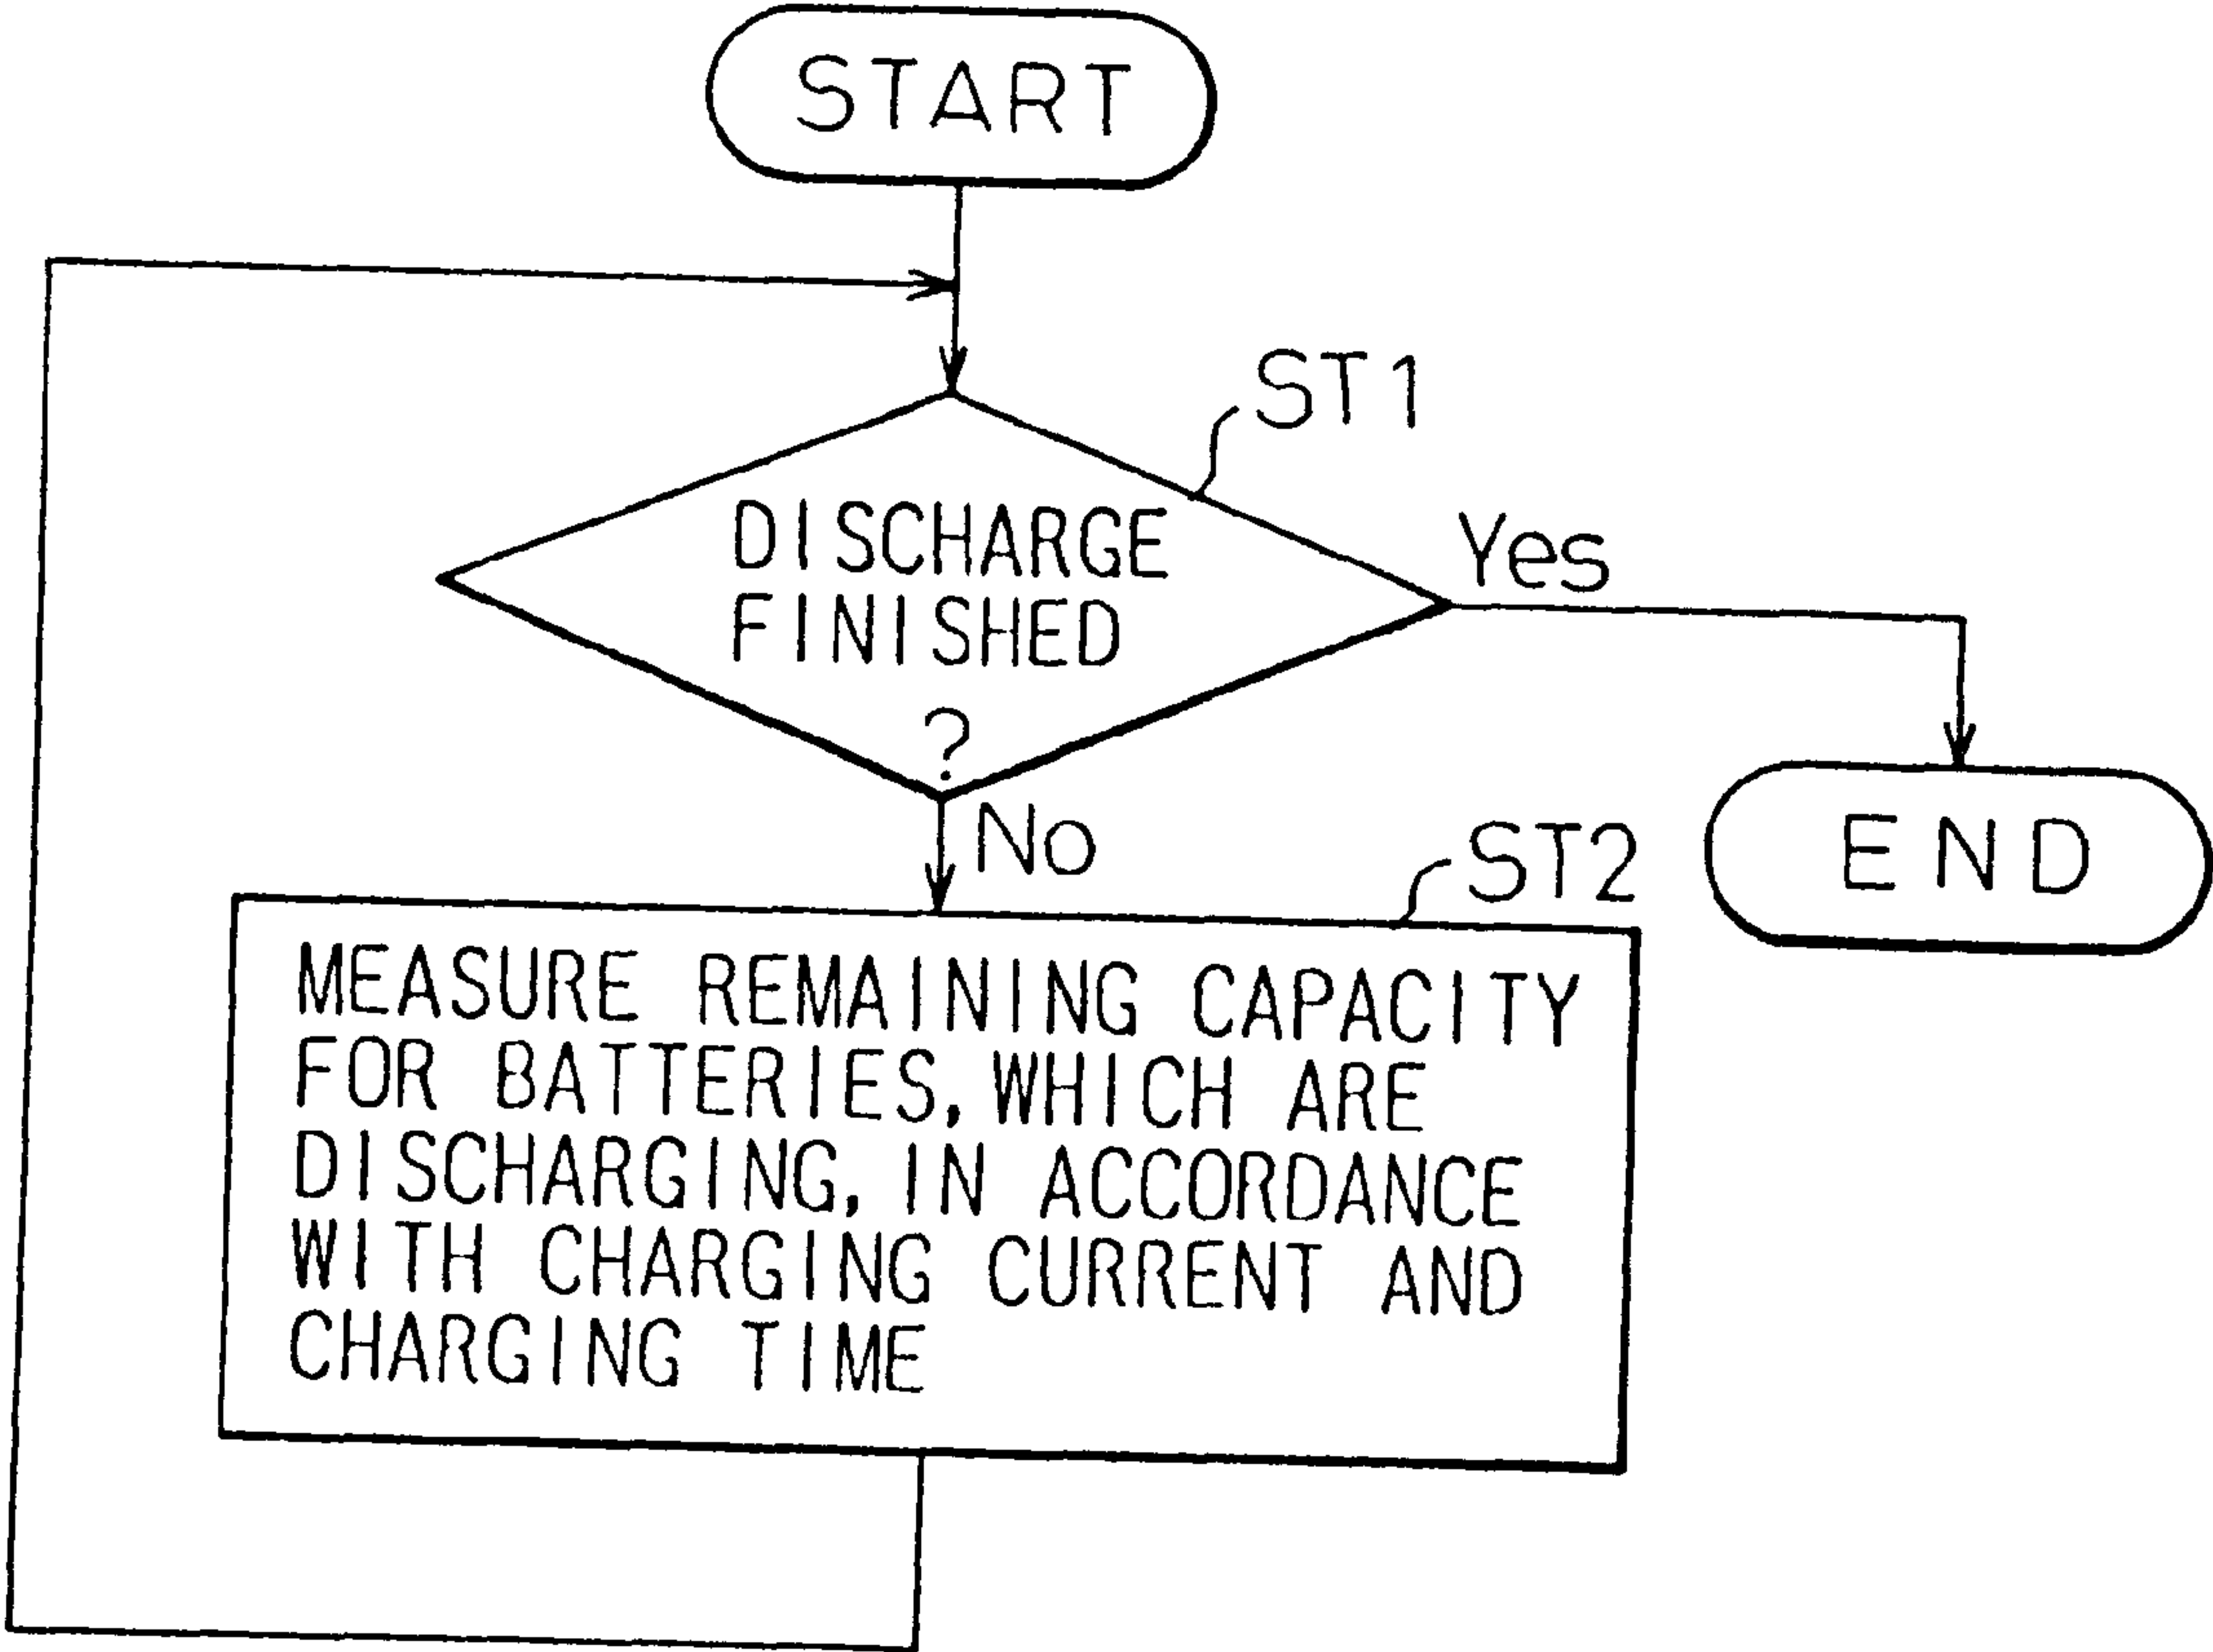 START
ST1
DISCHARGE
FINISHED
?
Yes
No
END
ST2
MEASURE REMAINING CAPACITY
FOR BATTERIES, WHICH ARE
DISCHARGING, IN ACCORDANCE
WITH CHARGING CURRENT AND
CHARGING TIME